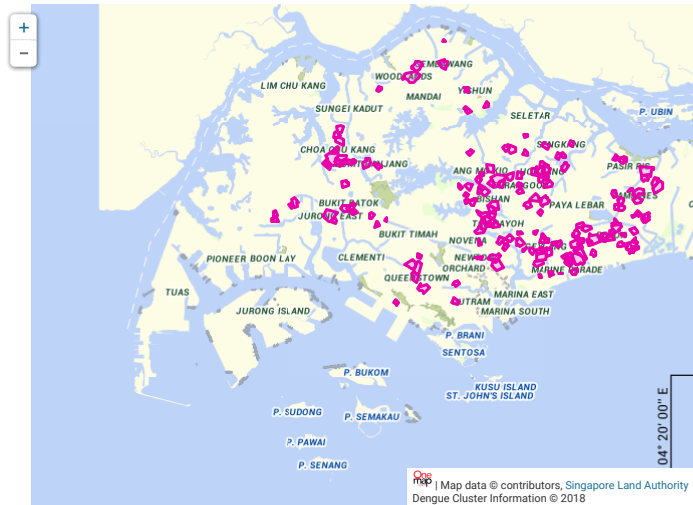 +
−
SEMBAWANG
WOODLANDS
LIM CHU KANG
YISHUN
MANDAI
SUNGEI KADUT
P. UBIN
SELETAR
SENGKANG
CHOA CHU KANG
PASIR RIS
ANG MO KIO
BISHAN
TAMPINES
BUKIT BATOK
PAYA LEBAR
JURONG EAST
TOA PAYOH
BUKIT TIMAH
NOVENA
GEYLANG
CLEMENTI
PIONEER
BOON LAY
ORCHARD
MARINE PARADE
QUEENSTOWN
TUAS
MARINA EAST
OUTRAM
JURONG ISLAND
MARINA SOUTH
P. BRANI
SENTOSA
P. BUKOM
KUSU ISLAND
ST. JOHN'S ISLAND
P. SUDONG
P. SEMAKAU
04° 20' 00" E
P. PAWAI
P. SENANG
One
map | Map data © contributors, Singapore Land Authority
Dengue Cluster Information © 2018